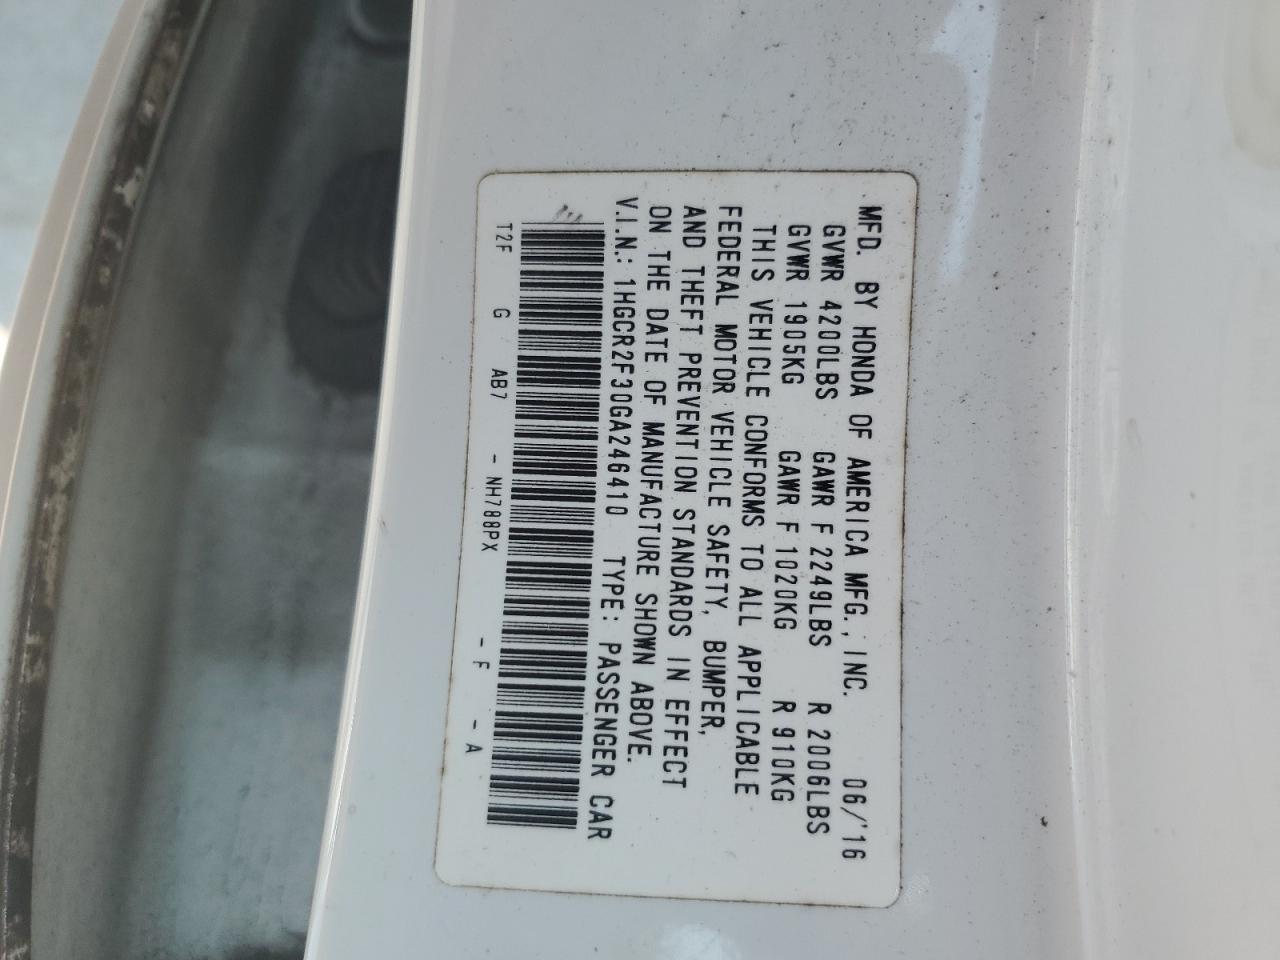 MFD. BY HONDA OF AMERICA MFG., INC. 06/'16
GVWR 4200LBS GAWR F 2249LBS R 2006LBS
GVWR 1905KG GAWR F 1020KG R 910KG
THIS VEHICLE CONFORMS TO ALL APPLICABLE
FEDERAL MOTOR VEHICLE SAFETY, BUMPER,
AND THEFT PREVENTION STANDARDS IN EFFECT
ON THE DATE OF MANUFACTURE SHOWN ABOVE.
V.I.N.: 1HGCR2F30GA246410 TYPE: PASSENGER CAR
T2F G AB7 - NH788PX - F - A